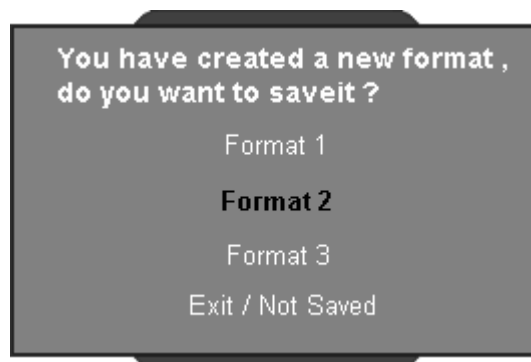 You have created a new format ,
do you want to saveit ?
Format 1
Format 2
Format 3
Exit / Not Saved